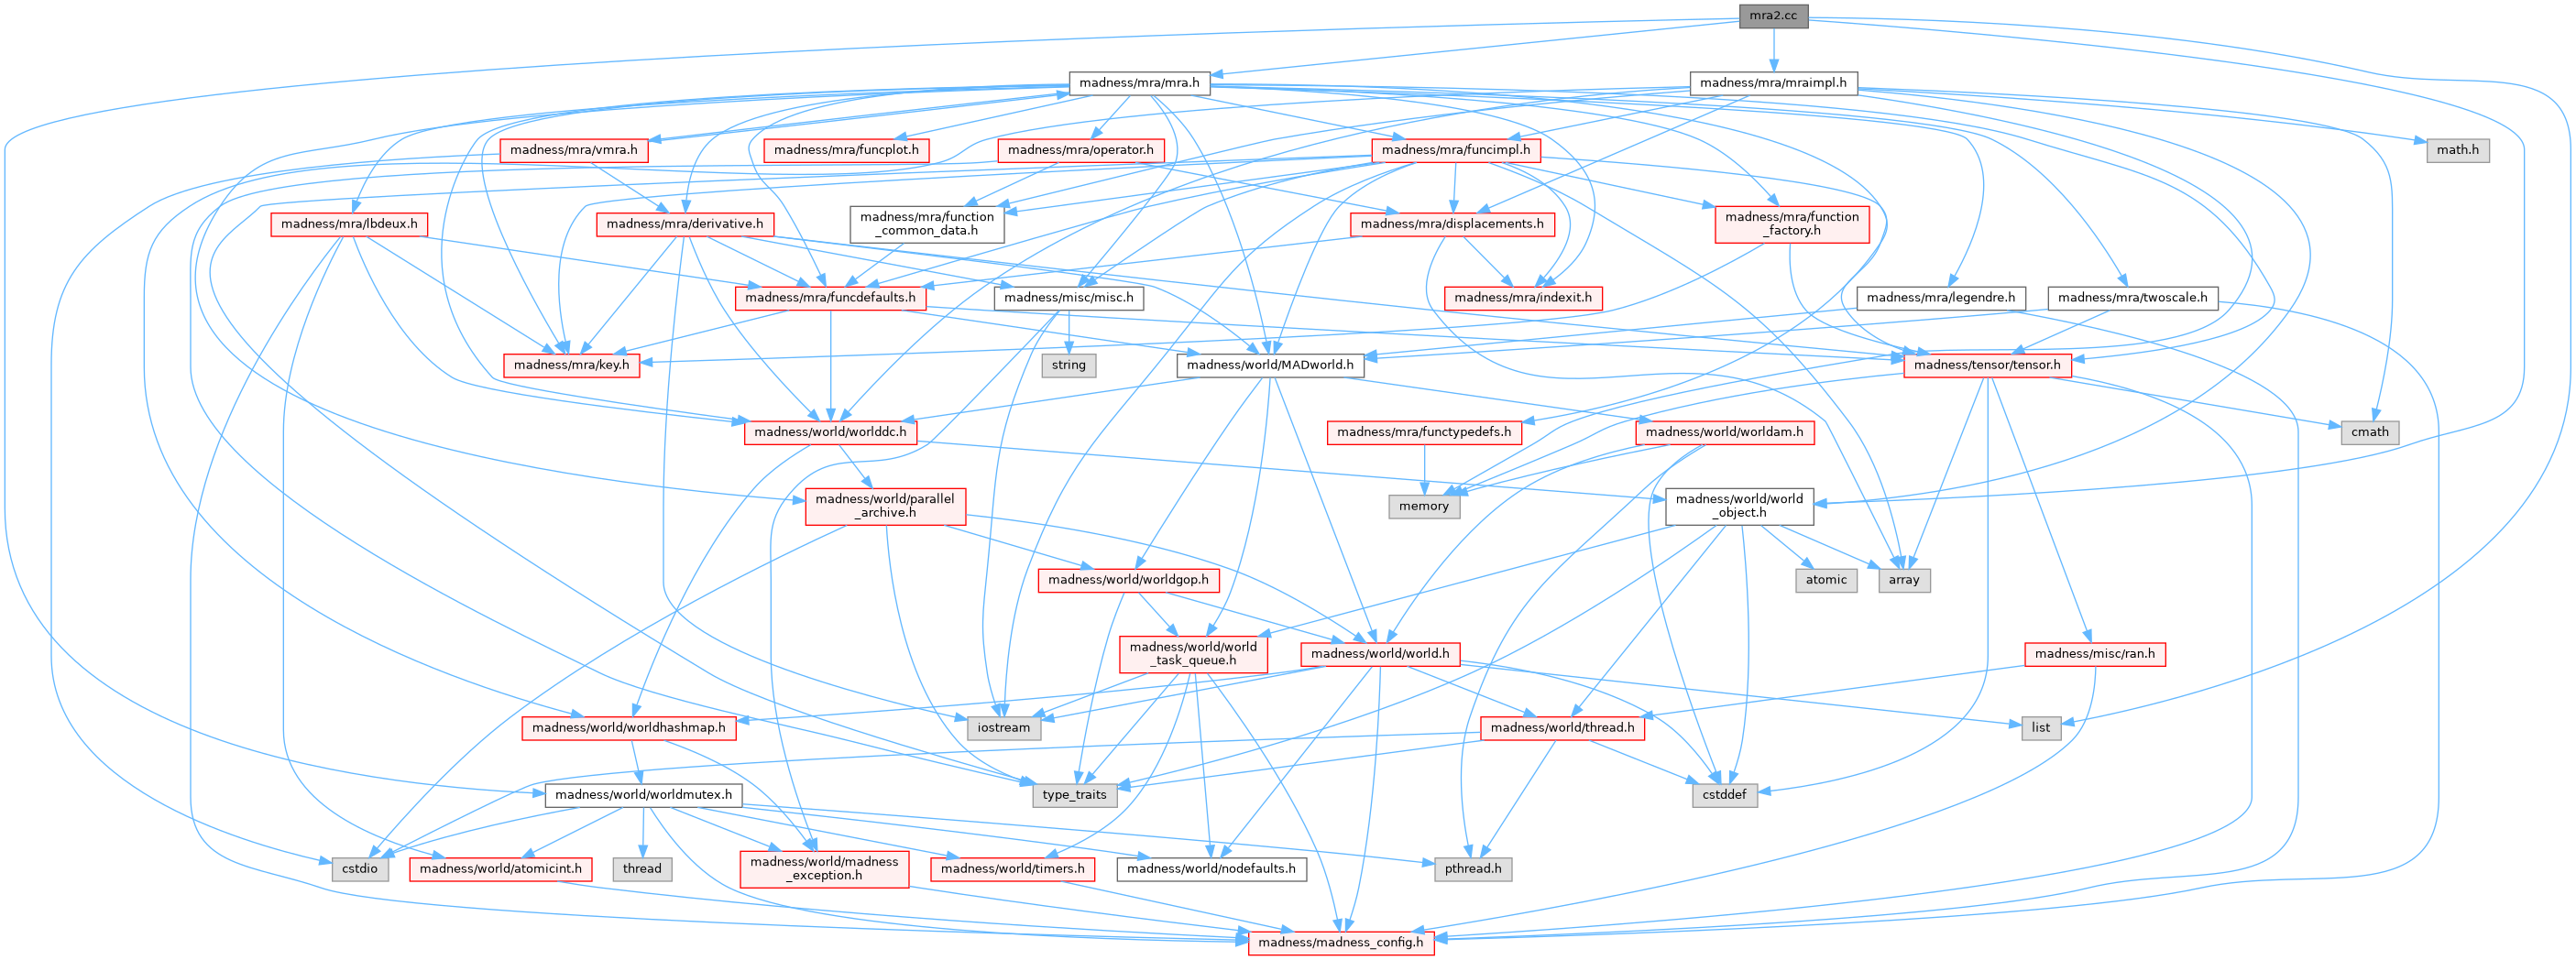 mra2.cc
madness/mra/mra.h
madness/mra/mraimpl.h
madness/mra/vmra.h
madness/mra/funcplot.h
madness/mra/operator.h
madness/mra/funcimpl.h
math.h
madness/mra/lbdeux.h
madness/mra/derivative.h
madness/mra/function
_common_data.h
madness/mra/displacements.h
madness/mra/function
_factory.h
madness/mra/funcdefaults.h
madness/misc/misc.h
madness/mra/indexit.h
madness/mra/legendre.h
madness/mra/twoscale.h
madness/mra/key.h
string
madness/world/MADworld.h
madness/tensor/tensor.h
madness/world/worlddc.h
madness/mra/functypedefs.h
madness/world/worldam.h
cmath
madness/world/parallel
_archive.h
memory
madness/world/world
_object.h
madness/world/worldgop.h
atomic
array
madness/world/world
_task_queue.h
madness/world/world.h
madness/misc/ran.h
madness/world/worldhashmap.h
iostream
madness/world/thread.h
list
madness/world/worldmutex.h
type_traits
cstddef
cstdio
madness/world/atomicint.h
thread
madness/world/madness
_exception.h
madness/world/timers.h
madness/world/nodefaults.h
pthread.h
madness/madness_config.h